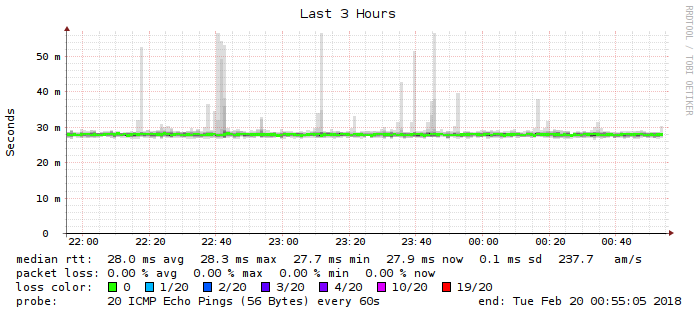 Last 3 Hours
RRDTOOL / TOBI OETIKER
Seconds
50 m
40 m
30 m
20 m
10 m
0
22:00 22:20 22:40 23:00 23:20 23:40 00:00 00:20 00:40
median rtt: 28.0 ms avg 28.3 ms max 27.7 ms min 27.9 ms now 0.1 ms sd 237.7 am/s
packet loss: 0.00 % avg 0.00 % max 0.00 % min 0.00 % now
loss color: 0 1/20 2/20 3/20 4/20 10/20 19/20
probe: 20 ICMP Echo Pings (56 Bytes) every 60s end: Tue Feb 20 00:55:05 2018